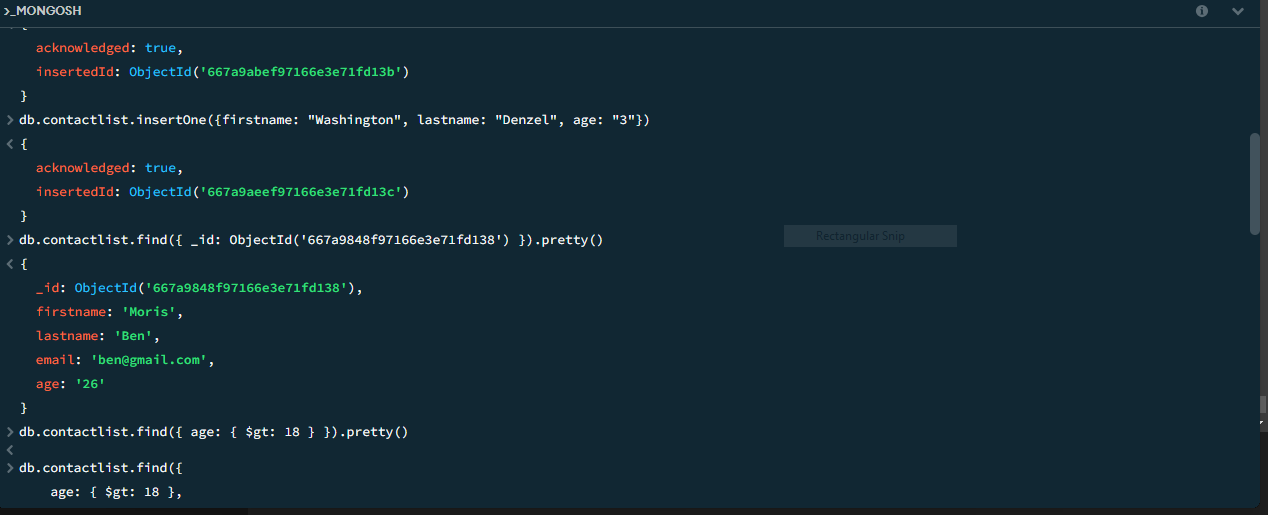 >_MONGOSH
{
acknowledged: true,
insertedId: ObjectId('667a9abef97166e3e71fd13b')
}
> db.contactlist.insertOne({firstname: "Washington", lastname: "Denzel", age: "3"})
< {
acknowledged: true,
insertedId: ObjectId('667a9aeef97166e3e71fd13c')
}
> db.contactlist.find({ _id: ObjectId('667a9848f97166e3e71fd138') }).pretty()
Rectangular Snip
< {
_id: ObjectId('667a9848f97166e3e71fd138'),
firstname: 'Moris',
lastname: 'Ben',
email: 'ben@gmail.com',
age: '26'
}
> db.contactlist.find({ age: { $gt: 18 } }).pretty()
<
> db.contactlist.find({
age: { $gt: 18 },